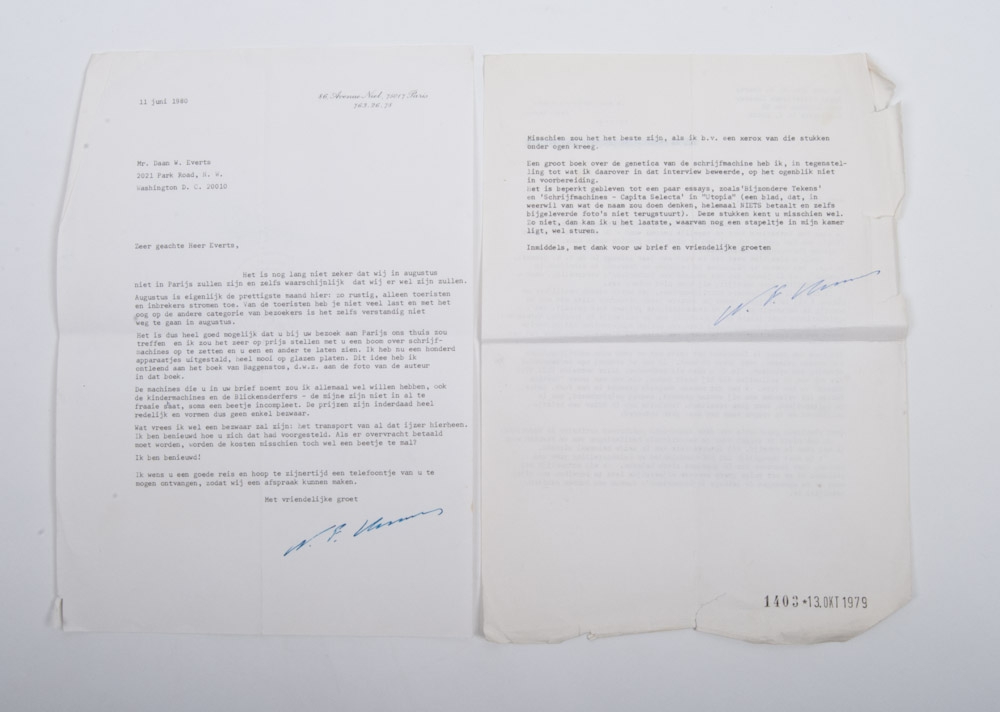 11 juni 1980
86, Avenue Niel, 75017 Paris
763.26.76
Mr. Daan W. Everts
2021 Park Road, N. W.
Washington D. C. 20010
Zeer geachte Heer Everts,
Het is nog lang niet zeker dat wij in augustus
niet in Parijs zullen zijn en zelfs waarschijnlijk dat wij er wel zijn zullen.
Augustus is eigenlijk de prettigste maand hier: zo rustig, alleen toeristen
en inbrekers stromen toe. Van de toeristen heb je niet veel last en met het
oog op de andere categorie van bezoekers is het zelfs verstandig niet
weg te gaan in augustus.
Het is dus heel goed mogelijk dat u bij uw bezoek aan Parijs ons thuis zou
treffen en ik zou het zeer op prijs stellen met u een boom over schrijf-
machines op te zetten en u een en ander te laten zien. Ik heb nu een honderd
apparaatjes uitgestald, heel mooi op glazen platen. Dit idee heb ik
ontleend aan het boek van Baggenstos, d.w.z. aan de foto van de auteur
in dat boek.
De machines die u in uw brief noemt zou ik allemaal wel willen hebben, ook
de kindermachines en de Blickensderfers - de mijne zijn niet in al te
fraaie staat, soms een beetje incompleet. De prijzen zijn inderdaad heel
redelijk en vormen dus geen enkel bezwaar.
Wat vrees ik wel een bezwaar zal zijn: het transport van al dat ijzer hierheen.
Ik ben benieuwd hoe u zich dat had voorgesteld. Als er overvracht betaald
moet worden, worden de kosten misschien toch wel een beetje te mal!
Ik ben benieuwd!
Ik wens u een goede reis en hoop te zijnertijd een telefoontje van u te
mogen ontvangen, zodat wij een afspraak kunnen maken.
Met vriendelijke groet
Misschien zou het het beste zijn, als ik b.v. een xerox van die stukken
onder ogen kreeg.
Een groot boek over de genetica van de schrijfmachine heb ik, in tegenstel-
ling tot wat ik daarover in dat interview beweerde, op het ogenblik niet
in voorbereiding.
Het is beperkt gebleven tot een paar essays, zoals'Bijzondere Tekens'
en 'Schrijfmachines - Capita Selecta' in "Utopia" (een blad, dat, in
weerwil van wat de naam zou doen denken, helemaal NIETS betaalt en zelfs
bijgeleverde foto's niet terugstuurt). Deze stukken kent u misschien wel.
Zo niet, dan kan ik u het laatste, waarvan nog een stapeltje in mijn kamer
ligt, wel sturen.
Inmiddels, met dank voor uw brief en vriendelijke groeten
1403 *13.OKT 1979